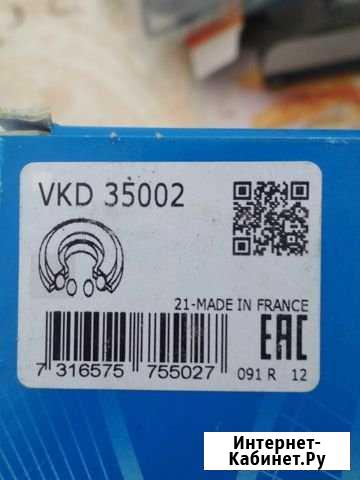 VKD 35002
21-MADE IN FRANCE
EAC
7 316575 755027
091 R 12
Интернет-
Кабинет.Ру